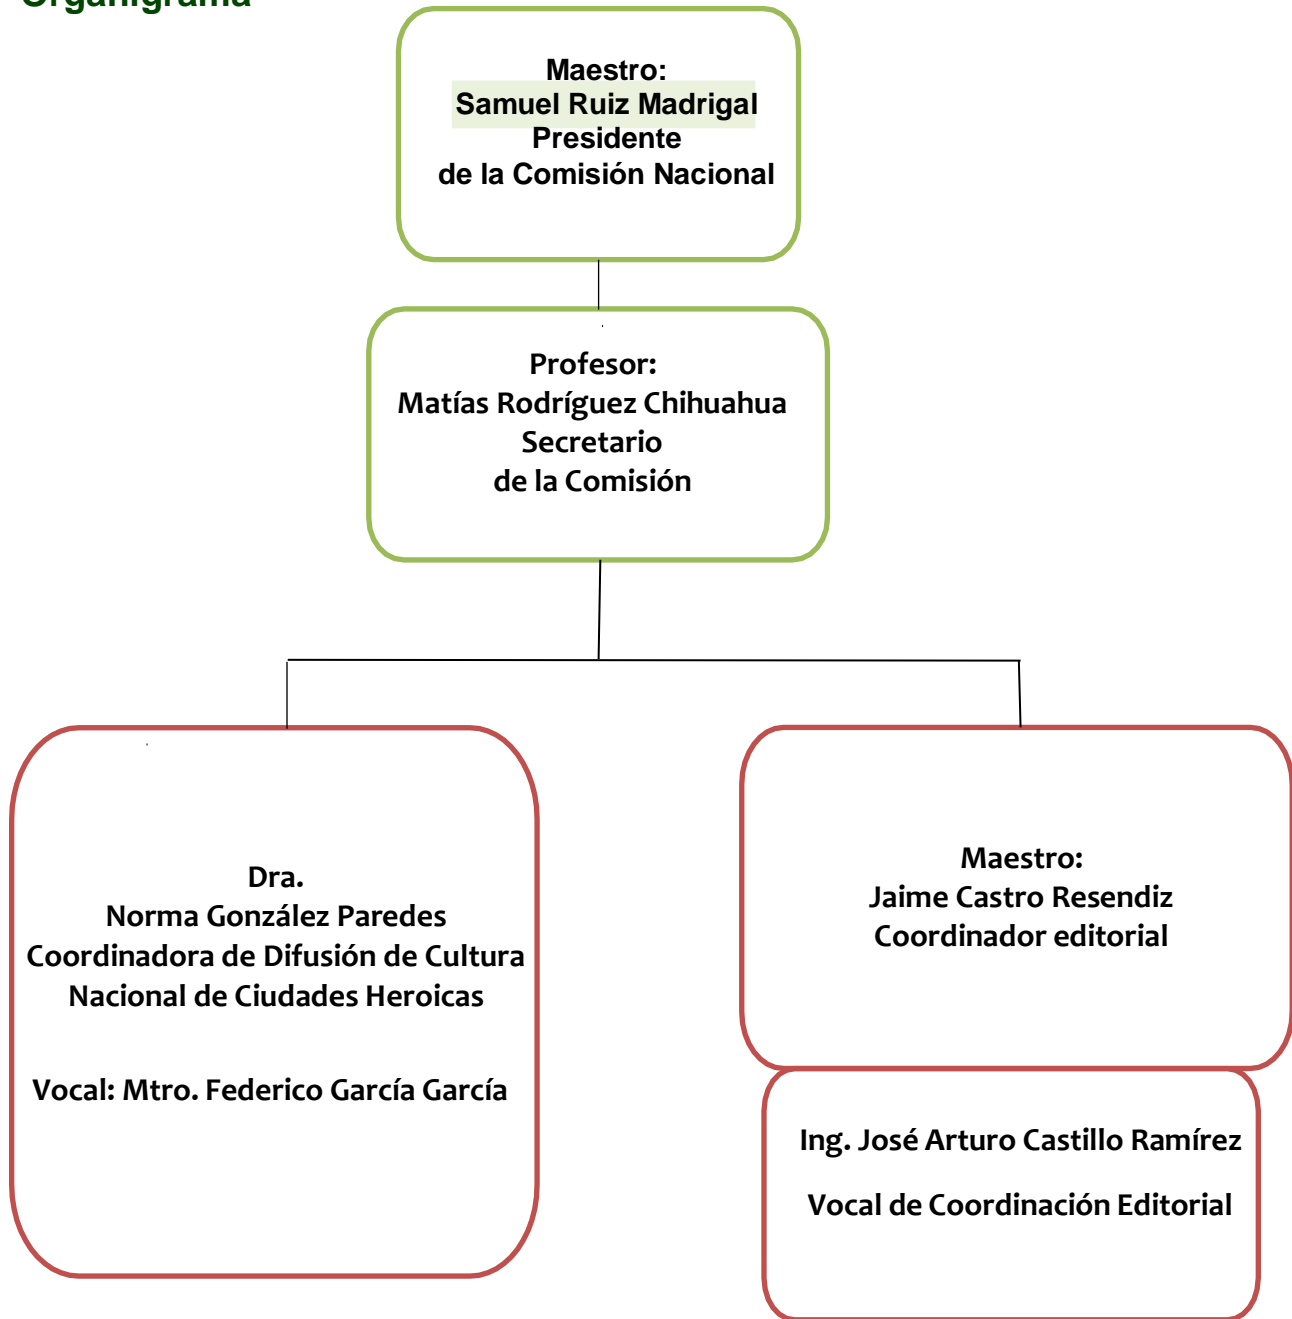 Organigrama
Maestro:
Samuel Ruiz Madrigal
Presidente
de la Comisión Nacional
Profesor:
Matías Rodríguez Chihuahua
Secretario
de la Comisión
Dra.
Norma González Paredes
Coordinadora de Difusión de Cultura
Nacional de Ciudades Heroicas
Vocal: Mtro. Federico García García
Maestro:
Jaime Castro Resendiz
Coordinador editorial
Ing. José Arturo Castillo Ramírez
Vocal de Coordinación Editorial